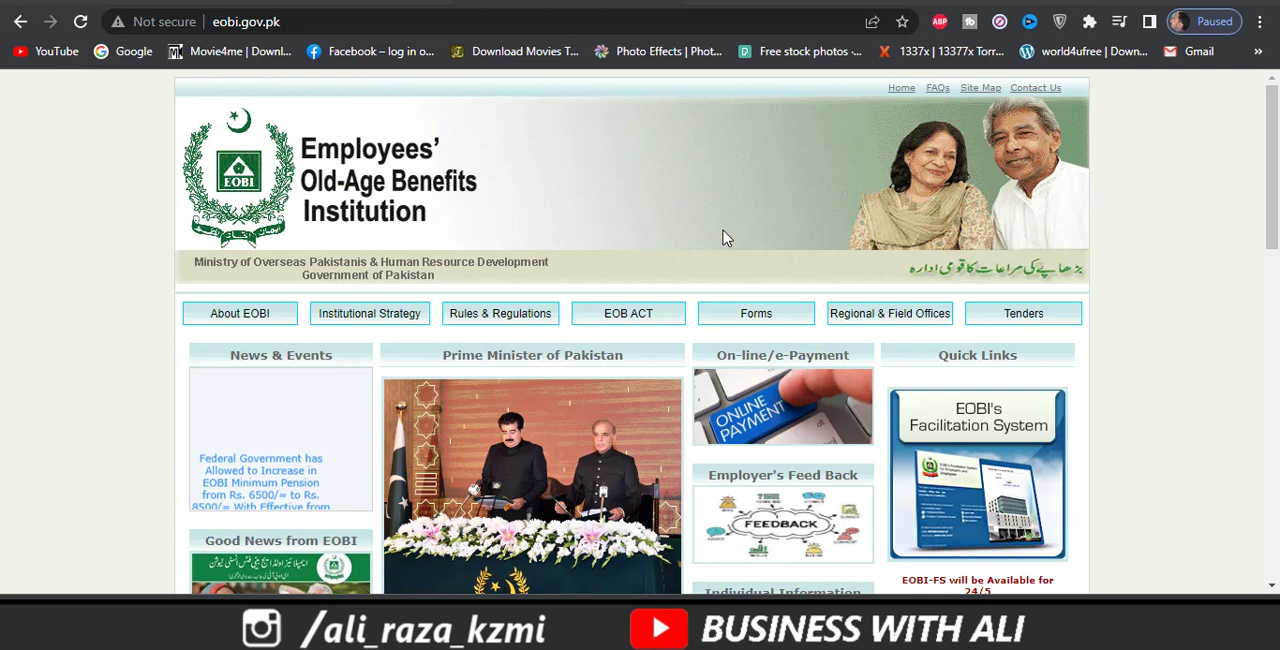 Not secure | eobi.gov.pk
ABP
Paused
YouTube
Google
Movie4me | Downl...
Facebook – log in o...
Download Movies T...
Photo Effects | Phot...
Free stock photos ·...
1337x | 13377x Torr...
world4ufree | Down...
Gmail
»
Home FAQs Site Map Contact Us
EOBI
Employees’
Old-Age Benefits
Institution
Ministry of Overseas Pakistanis & Human Resource Development
Government of Pakistan
بڑھاپے کی مراعات کا قومی ادارہ
About EOBI
Institutional Strategy
Rules & Regulations
EOB ACT
Forms
Regional & Field Offices
Tenders
News & Events
Prime Minister of Pakistan
On-line/e-Payment
Quick Links
ONLINE
PAYMENT
EOBI's
Facilitation System
Federal Government has
Allowed to Increase in
EOBI Minimum Pension
from Rs. 6500/= to Rs.
8500/= With Effective from
Employer's Feed Back
FEEDBACK
Good News from EOBI
EOBI-FS will be Available for
24/5
Individual Information
/ali_raza_kzmi
BUSINESS WITH ALI